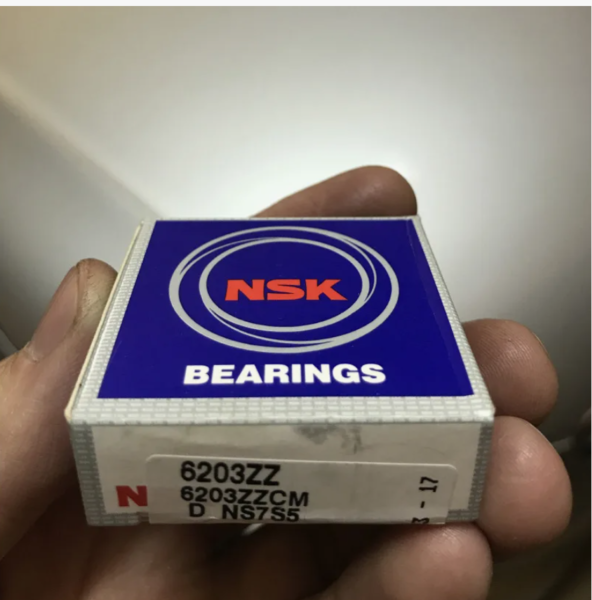 NSK
BEARINGS
6203ZZ
N
6203ZZCM
D NS7S5
- 17